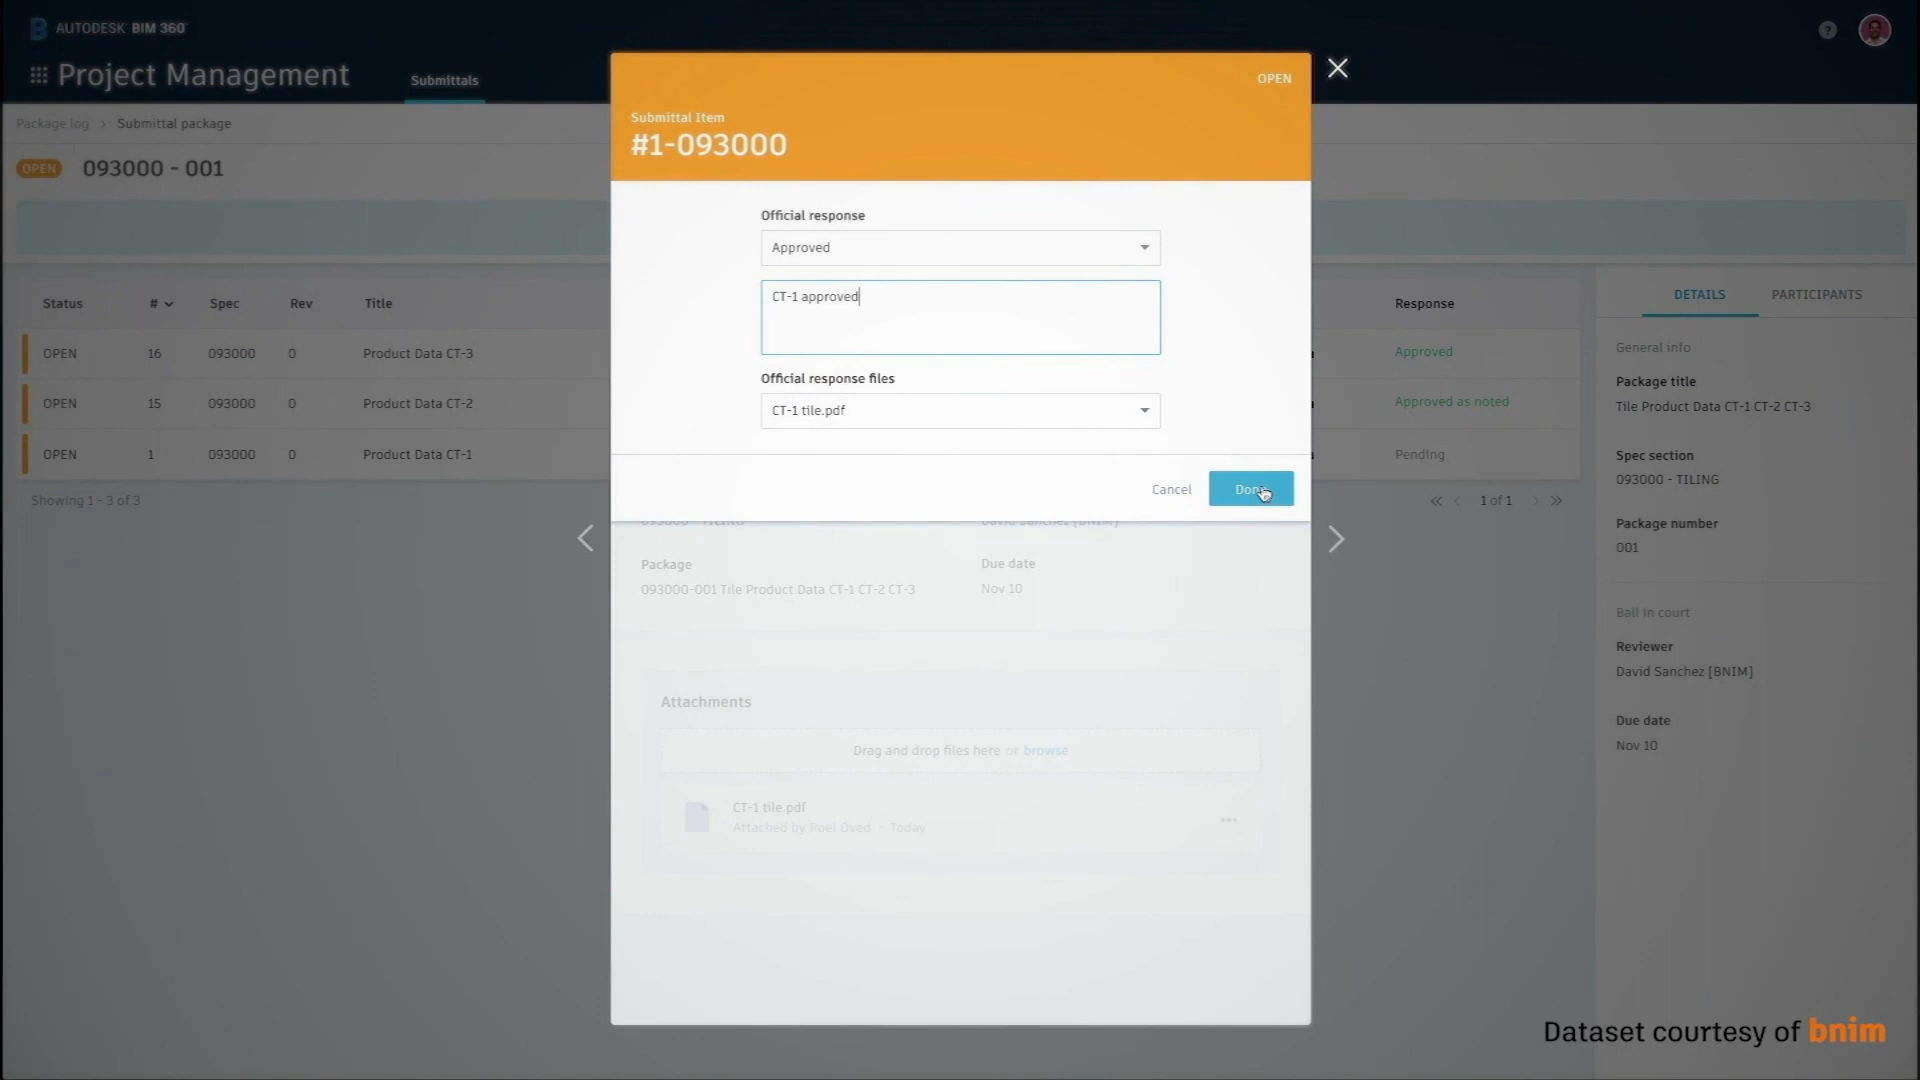 AUTODESK BIM 360
?
Project Management
Submittals
OPEN
Submittal Item
#1-093000
Package log > Submittal package
OPEN 093000 - 001
Official response
Approved
CT-1 approved
Official response files
CT-1 tile.pdf
Cancel
Done
Status # Spec Rev Title Response
OPEN 16 093000 0 Product Data CT-3 Approved
OPEN 15 093000 0 Product Data CT-2 Approved as noted
OPEN 1 093000 0 Product Data CT-1 Pending
Showing 1 - 3 of 3
1 of 1
093000 - TILING
David Sanchez [BNIM]
Package
093000-001 Tile Product Data CT-1 CT-2 CT-3
Due date
Nov 10
Attachments
Drag and drop files here or browse
CT-1 tile.pdf
Attached by Roel Oved - Today
DETAILS
PARTICIPANTS
General info
Package title
Tile Product Data CT-1 CT-2 CT-3
Spec section
093000 - TILING
Package number
001
Ball in court
Reviewer
David Sanchez [BNIM]
Due date
Nov 10
Dataset courtesy of bnim